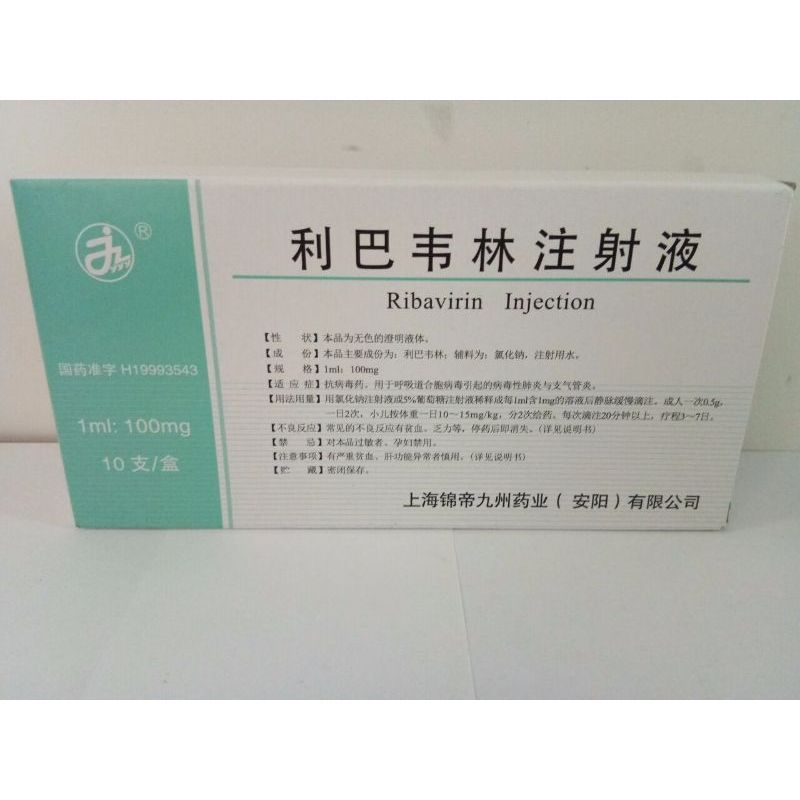 ®
国药准字 H19993543
1ml: 100mg
10 支/盒
利巴韦林注射液
Ribavirin Injection
【性 状】本品为无色的澄明液体。
【成 份】本品主要成份为：利巴韦林；辅料为：氯化钠，注射用水。
【规 格】1ml：100mg
【适 应 症】抗病毒药。用于呼吸道合胞病毒引起的病毒性肺炎与支气管炎。
【用法用量】用氯化钠注射液或5%葡萄糖注射液稀释成每1ml含1mg的溶液后静脉缓慢滴注。成人一次0.5g，
一日2次，小儿按体重一日10～15mg/kg，分2次给药。每次滴注20分钟以上，疗程3～7日。
【不良反应】常见的不良反应有贫血、乏力等，停药后即消失。（详见说明书）
【禁 忌】对本品过敏者、孕妇禁用。
【注意事项】有严重贫血、肝功能异常者慎用。（详见说明书）
【贮 藏】密闭保存。
上海锦帝九州药业（安阳）有限公司